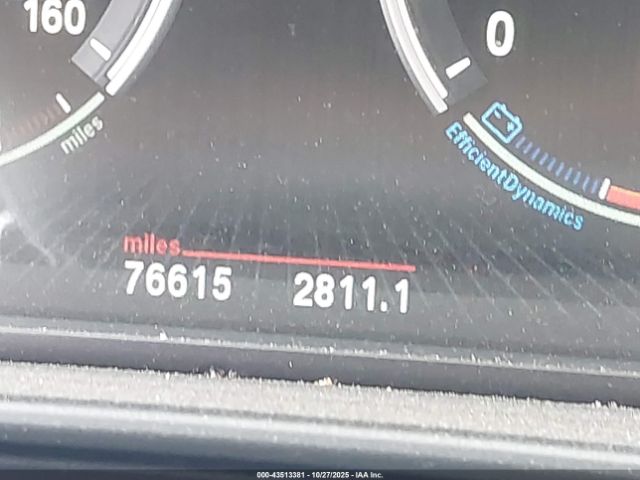 160
0
miles
EfficientDynamics
miles
76615 2811.1
000-43513381 - 10/27/2025 - IAA Inc.